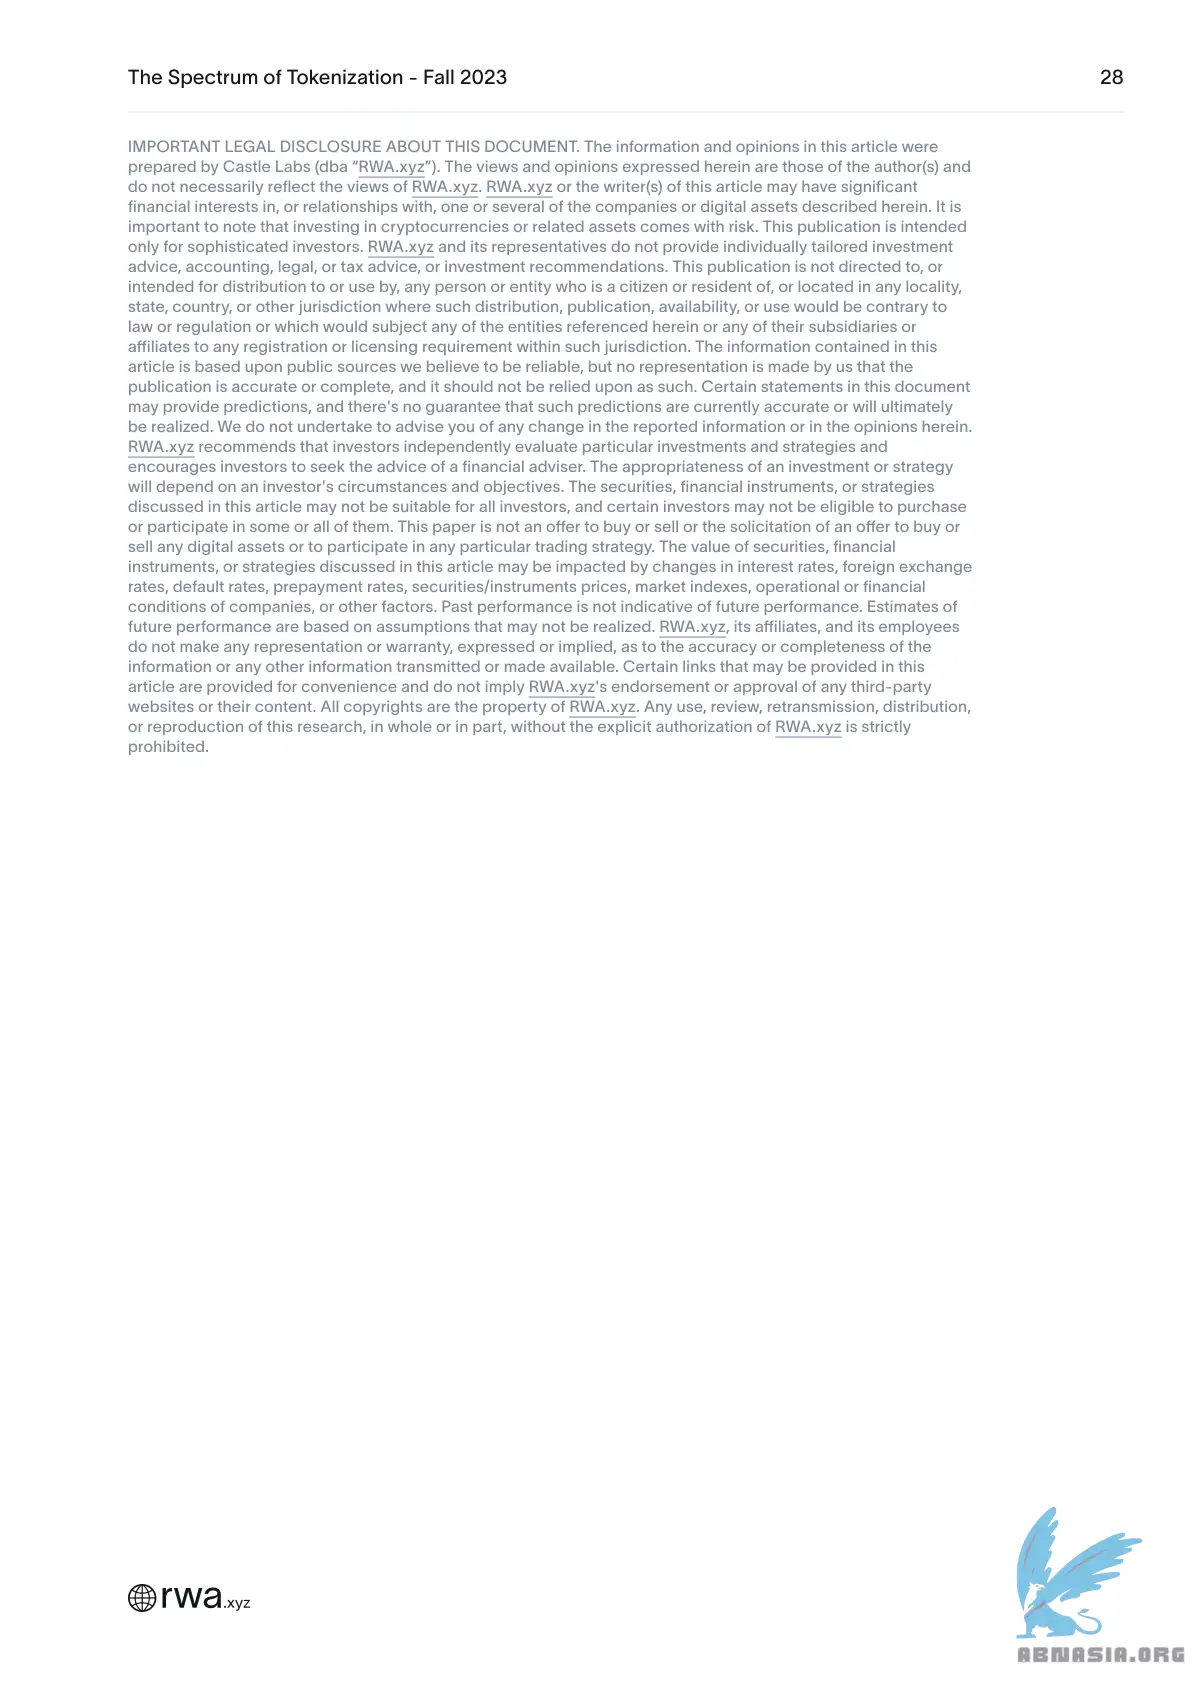 The Spectrum of Tokenization - Fall 2023
28
IMPORTANT LEGAL DISCLOSURE ABOUT THIS DOCUMENT. The information and opinions in this article were
prepared by Castle Labs (dba “RWA.xyz”). The views and opinions expressed herein are those of the author(s) and
do not necessarily reflect the views of RWA.xyz. RWA.xyz or the writer(s) of this article may have significant
financial interests in, or relationships with, one or several of the companies or digital assets described herein. It is
important to note that investing in cryptocurrencies or related assets comes with risk. This publication is intended
only for sophisticated investors. RWA.xyz and its representatives do not provide individually tailored investment
advice, accounting, legal, or tax advice, or investment recommendations. This publication is not directed to, or
intended for distribution to or use by, any person or entity who is a citizen or resident of, or located in any locality,
state, country, or other jurisdiction where such distribution, publication, availability, or use would be contrary to
law or regulation or which would subject any of the entities referenced herein or any of their subsidiaries or
affiliates to any registration or licensing requirement within such jurisdiction. The information contained in this
article is based upon public sources we believe to be reliable, but no representation is made by us that the
publication is accurate or complete, and it should not be relied upon as such. Certain statements in this document
may provide predictions, and there's no guarantee that such predictions are currently accurate or will ultimately
be realized. We do not undertake to advise you of any change in the reported information or in the opinions herein.
RWA.xyz recommends that investors independently evaluate particular investments and strategies and
encourages investors to seek the advice of a financial adviser. The appropriateness of an investment or strategy
will depend on an investor's circumstances and objectives. The securities, financial instruments, or strategies
discussed in this article may not be suitable for all investors, and certain investors may not be eligible to purchase
or participate in some or all of them. This paper is not an offer to buy or sell or the solicitation of an offer to buy or
sell any digital assets or to participate in any particular trading strategy. The value of securities, financial
instruments, or strategies discussed in this article may be impacted by changes in interest rates, foreign exchange
rates, default rates, prepayment rates, securities/instruments prices, market indexes, operational or financial
conditions of companies, or other factors. Past performance is not indicative of future performance. Estimates of
future performance are based on assumptions that may not be realized. RWA.xyz, its affiliates, and its employees
do not make any representation or warranty, expressed or implied, as to the accuracy or completeness of the
information or any other information transmitted or made available. Certain links that may be provided in this
article are provided for convenience and do not imply RWA.xyz's endorsement or approval of any third-party
websites or their content. All copyrights are the property of RWA.xyz. Any use, review, retransmission, distribution,
or reproduction of this research, in whole or in part, without the explicit authorization of RWA.xyz is strictly
prohibited.
rwa.xyz
ABNASIA.ORG